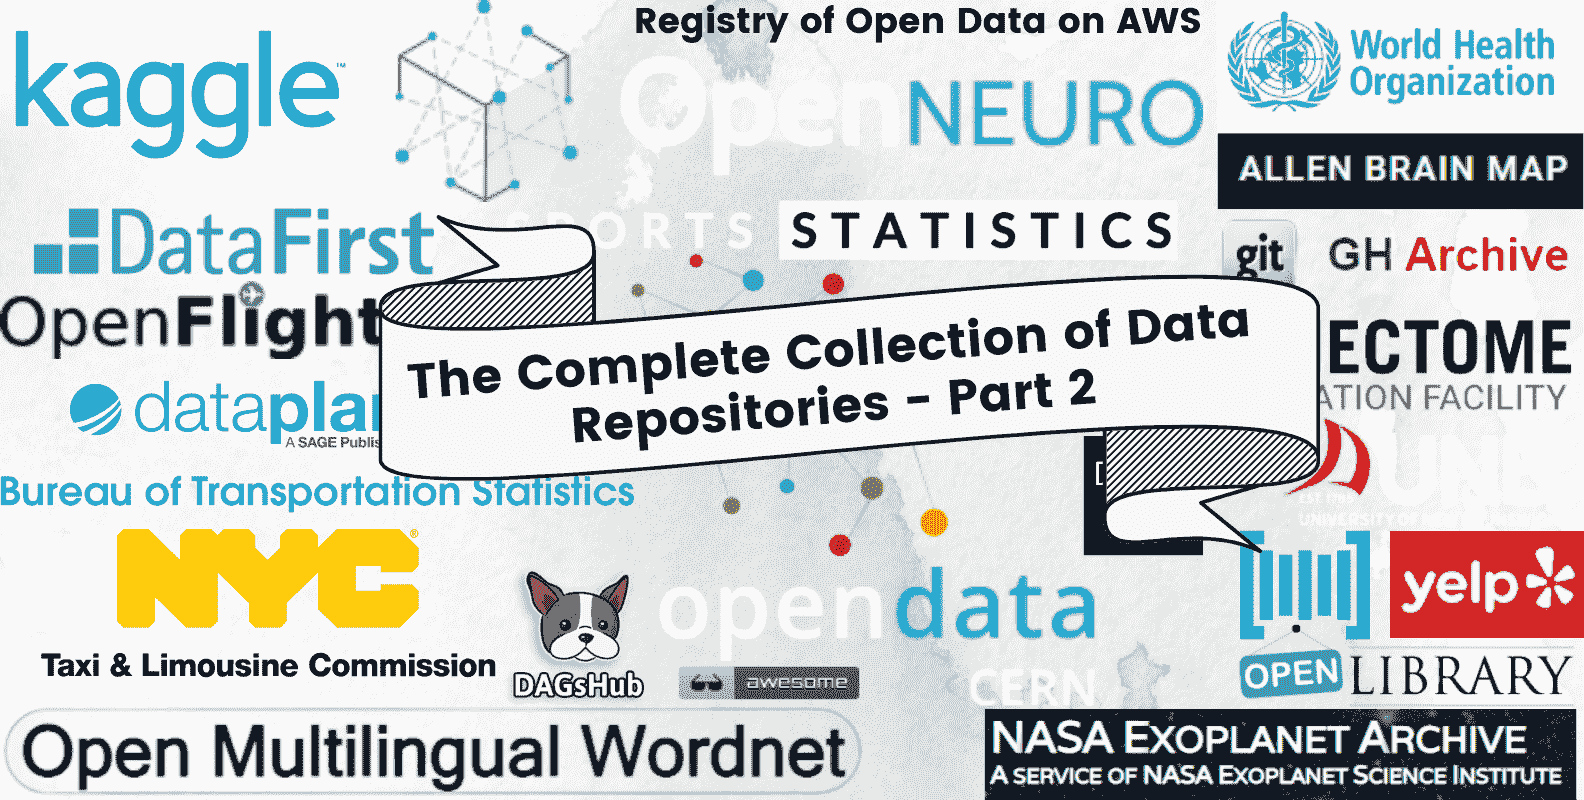 Registry of Open Data on AWS
kaggle™
OpenNEURO
World Health
Organization
ALLEN BRAIN MAP
DataFirst
SPORTS STATISTICS
git
GH Archive
OpenFlight
The Complete Collection of Data
Repositories - Part 2
ECTOME
ATION FACILITY
datapla
A SAGE Publis
Bureau of Transportation Statistics
NYC®
Taxi & Limousine Commission
DAGsHub
awesome
opendata
CERN
UNIVERSITY OF
yelp
OPEN LIBRARY
Open Multilingual Wordnet
NASA EXOPLANET ARCHIVE
A SERVICE OF NASA EXOPLANET SCIENCE INSTITUTE